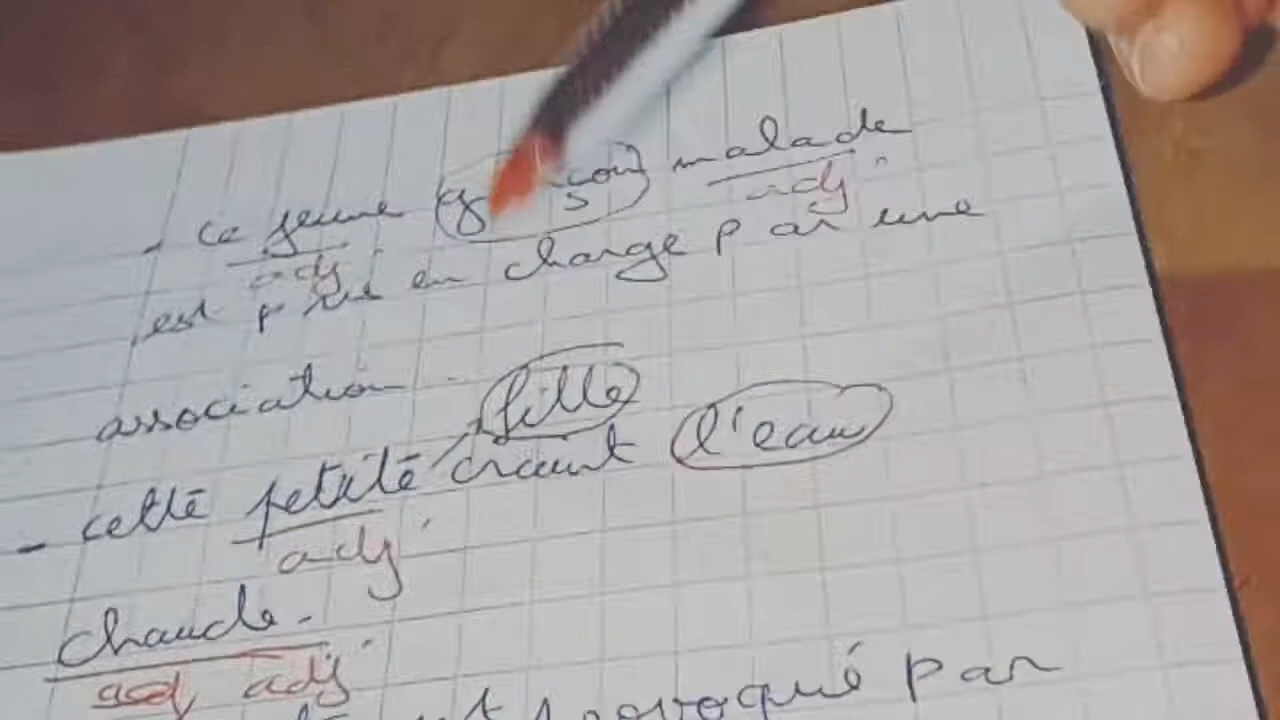 - ce jeune garçon malade
adj adj
est pris en charge par une
association.
fille
- cette petite craint l'eau
adj
chaude.
adj adj
provoqué par